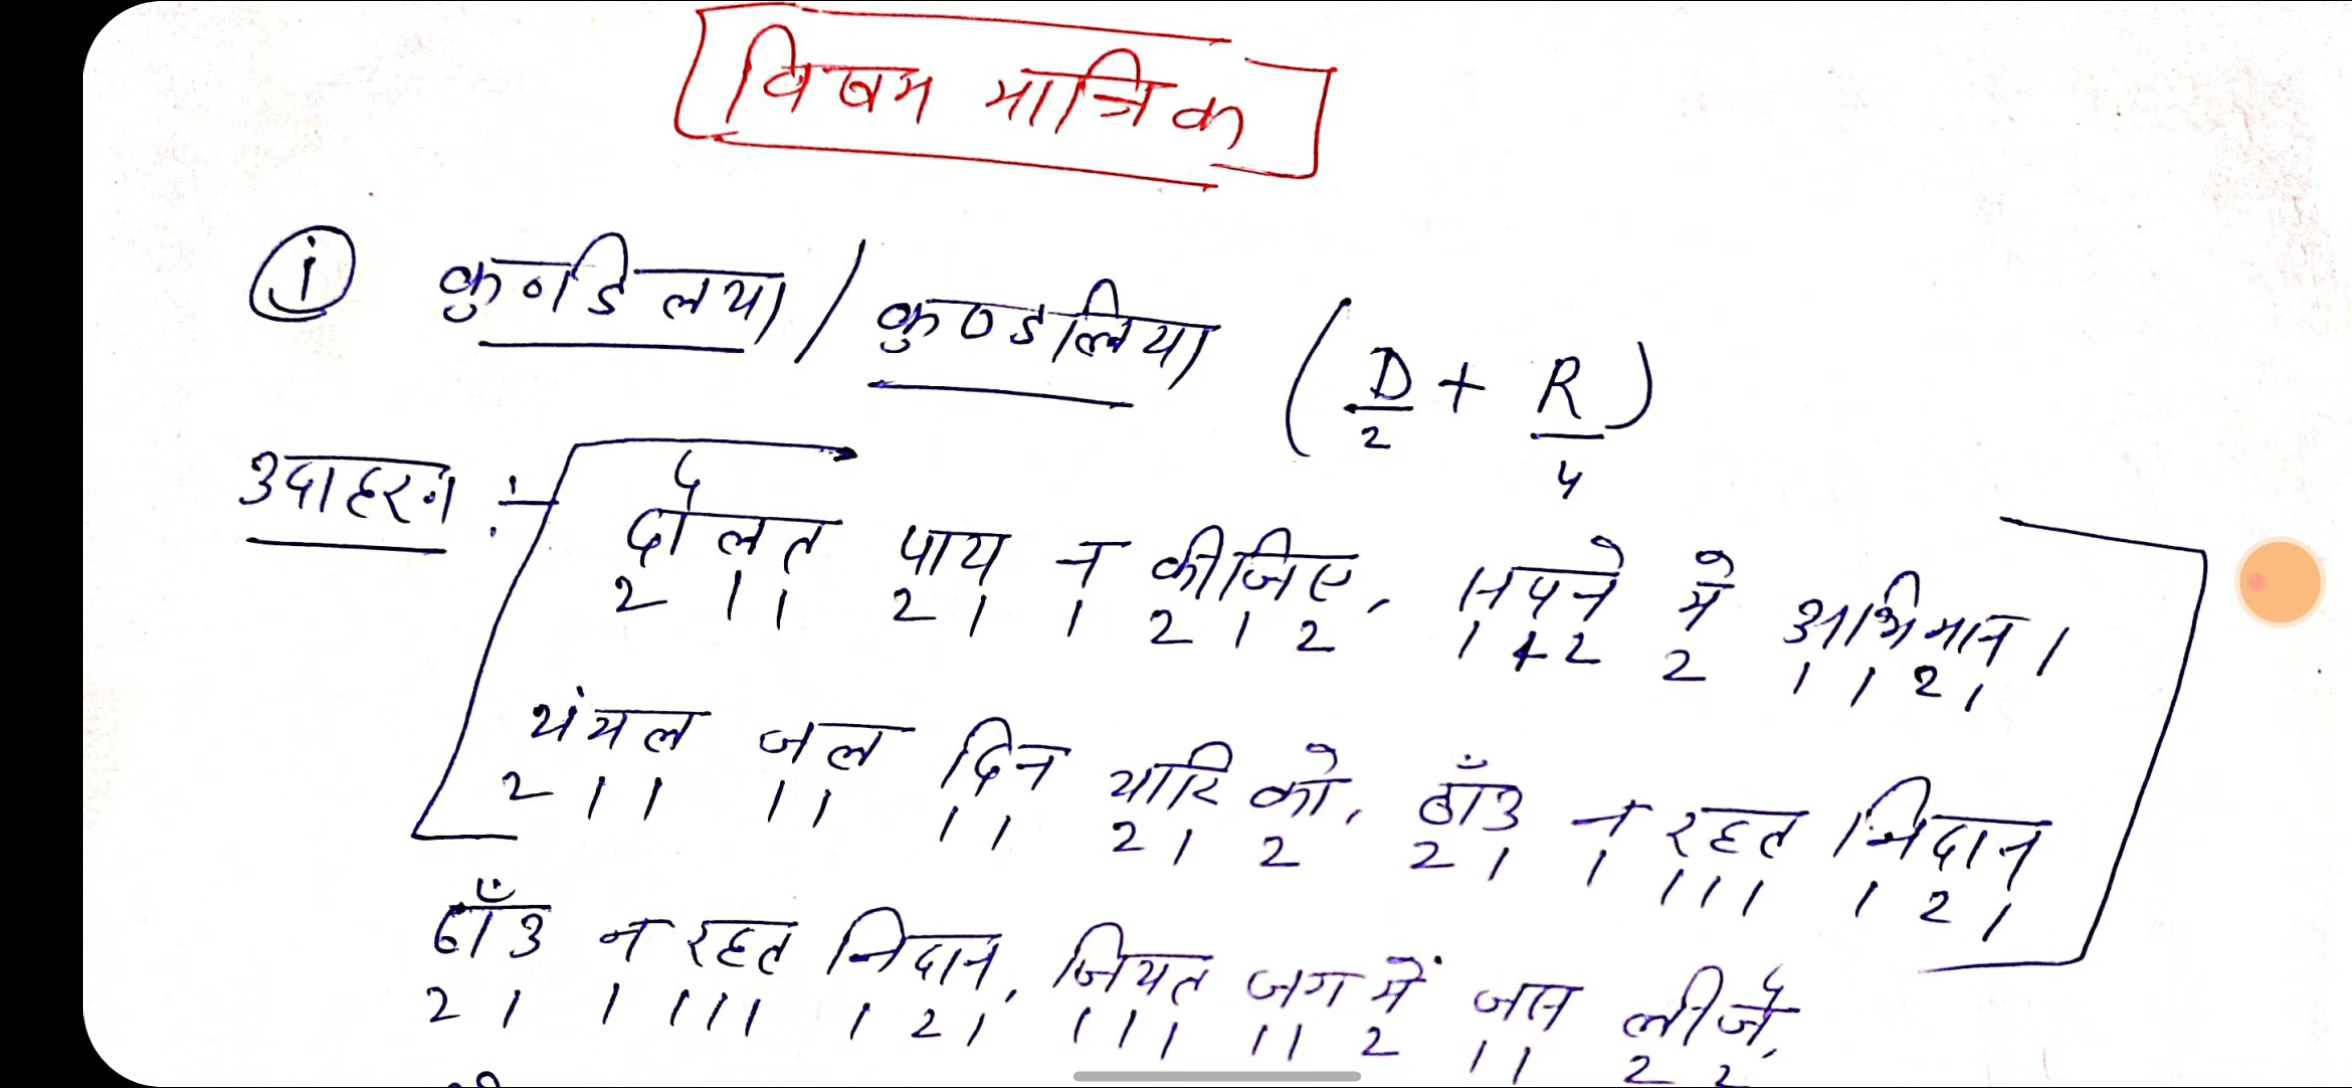 विषम मात्रिक
① कुण्डिलया / कुण्डलिया (D/2 + R/4)
उदाहरण :-
दौलत पाय न कीजिए, सपने में अभिमान ।
2 1 1 2 1 1 2 1 2 1 1 2 2 1 1 2 1
चंचल जल दिन चारि को, ठाँउ न रहत निदान
2 1 1 1 1 1 1 2 1 2 2 1 1 1 1 1 1 2 1
ठाँउ न रहत निदान, जियत जग में जस लीजै,
2 1 1 1 1 1 1 2 1 1 1 1 1 1 2 1 1 2 2